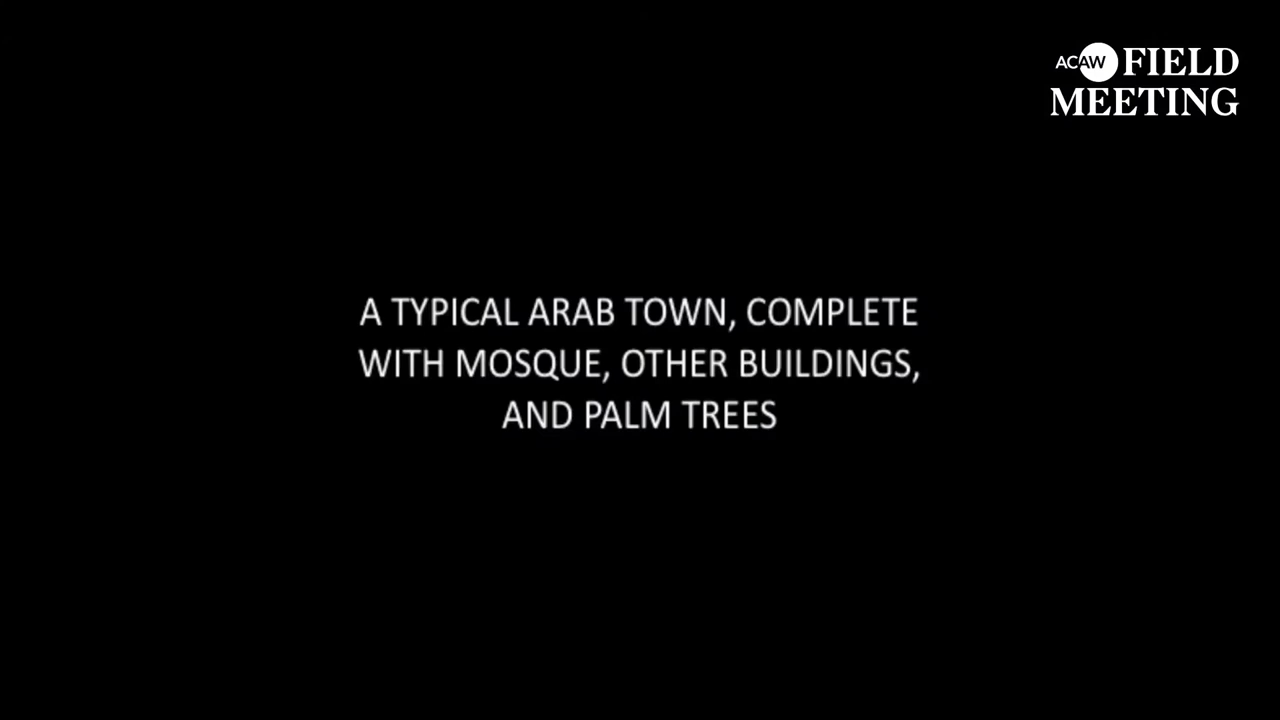 ACAW FIELD
MEETING
A TYPICAL ARAB TOWN, COMPLETE
WITH MOSQUE, OTHER BUILDINGS,
AND PALM TREES